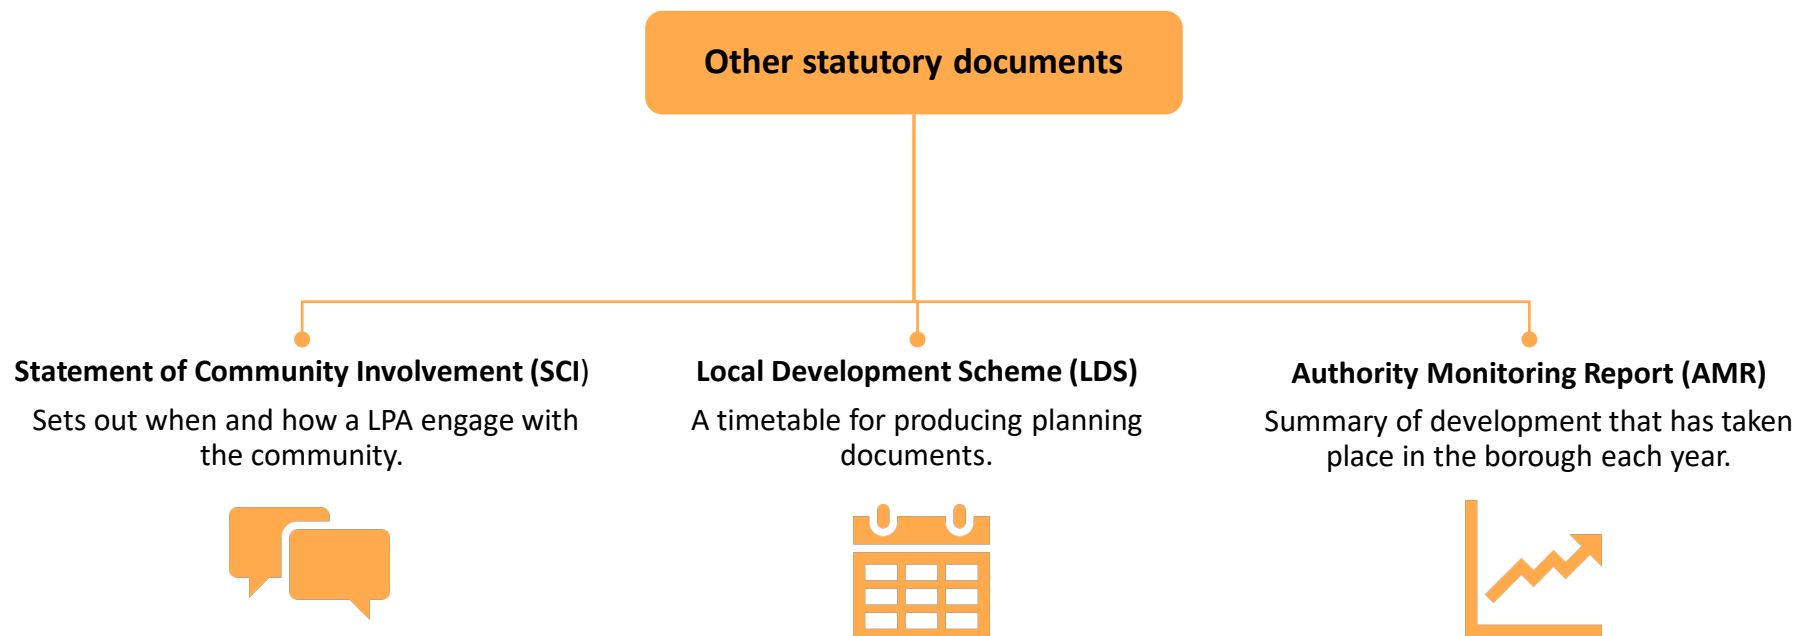 Other statutory documents
Statement of Community Involvement (SCI)
Sets out when and how a LPA engage with
the community.
Local Development Scheme (LDS)
A timetable for producing planning
documents.
Authority Monitoring Report (AMR)
Summary of development that has taken
place in the borough each year.